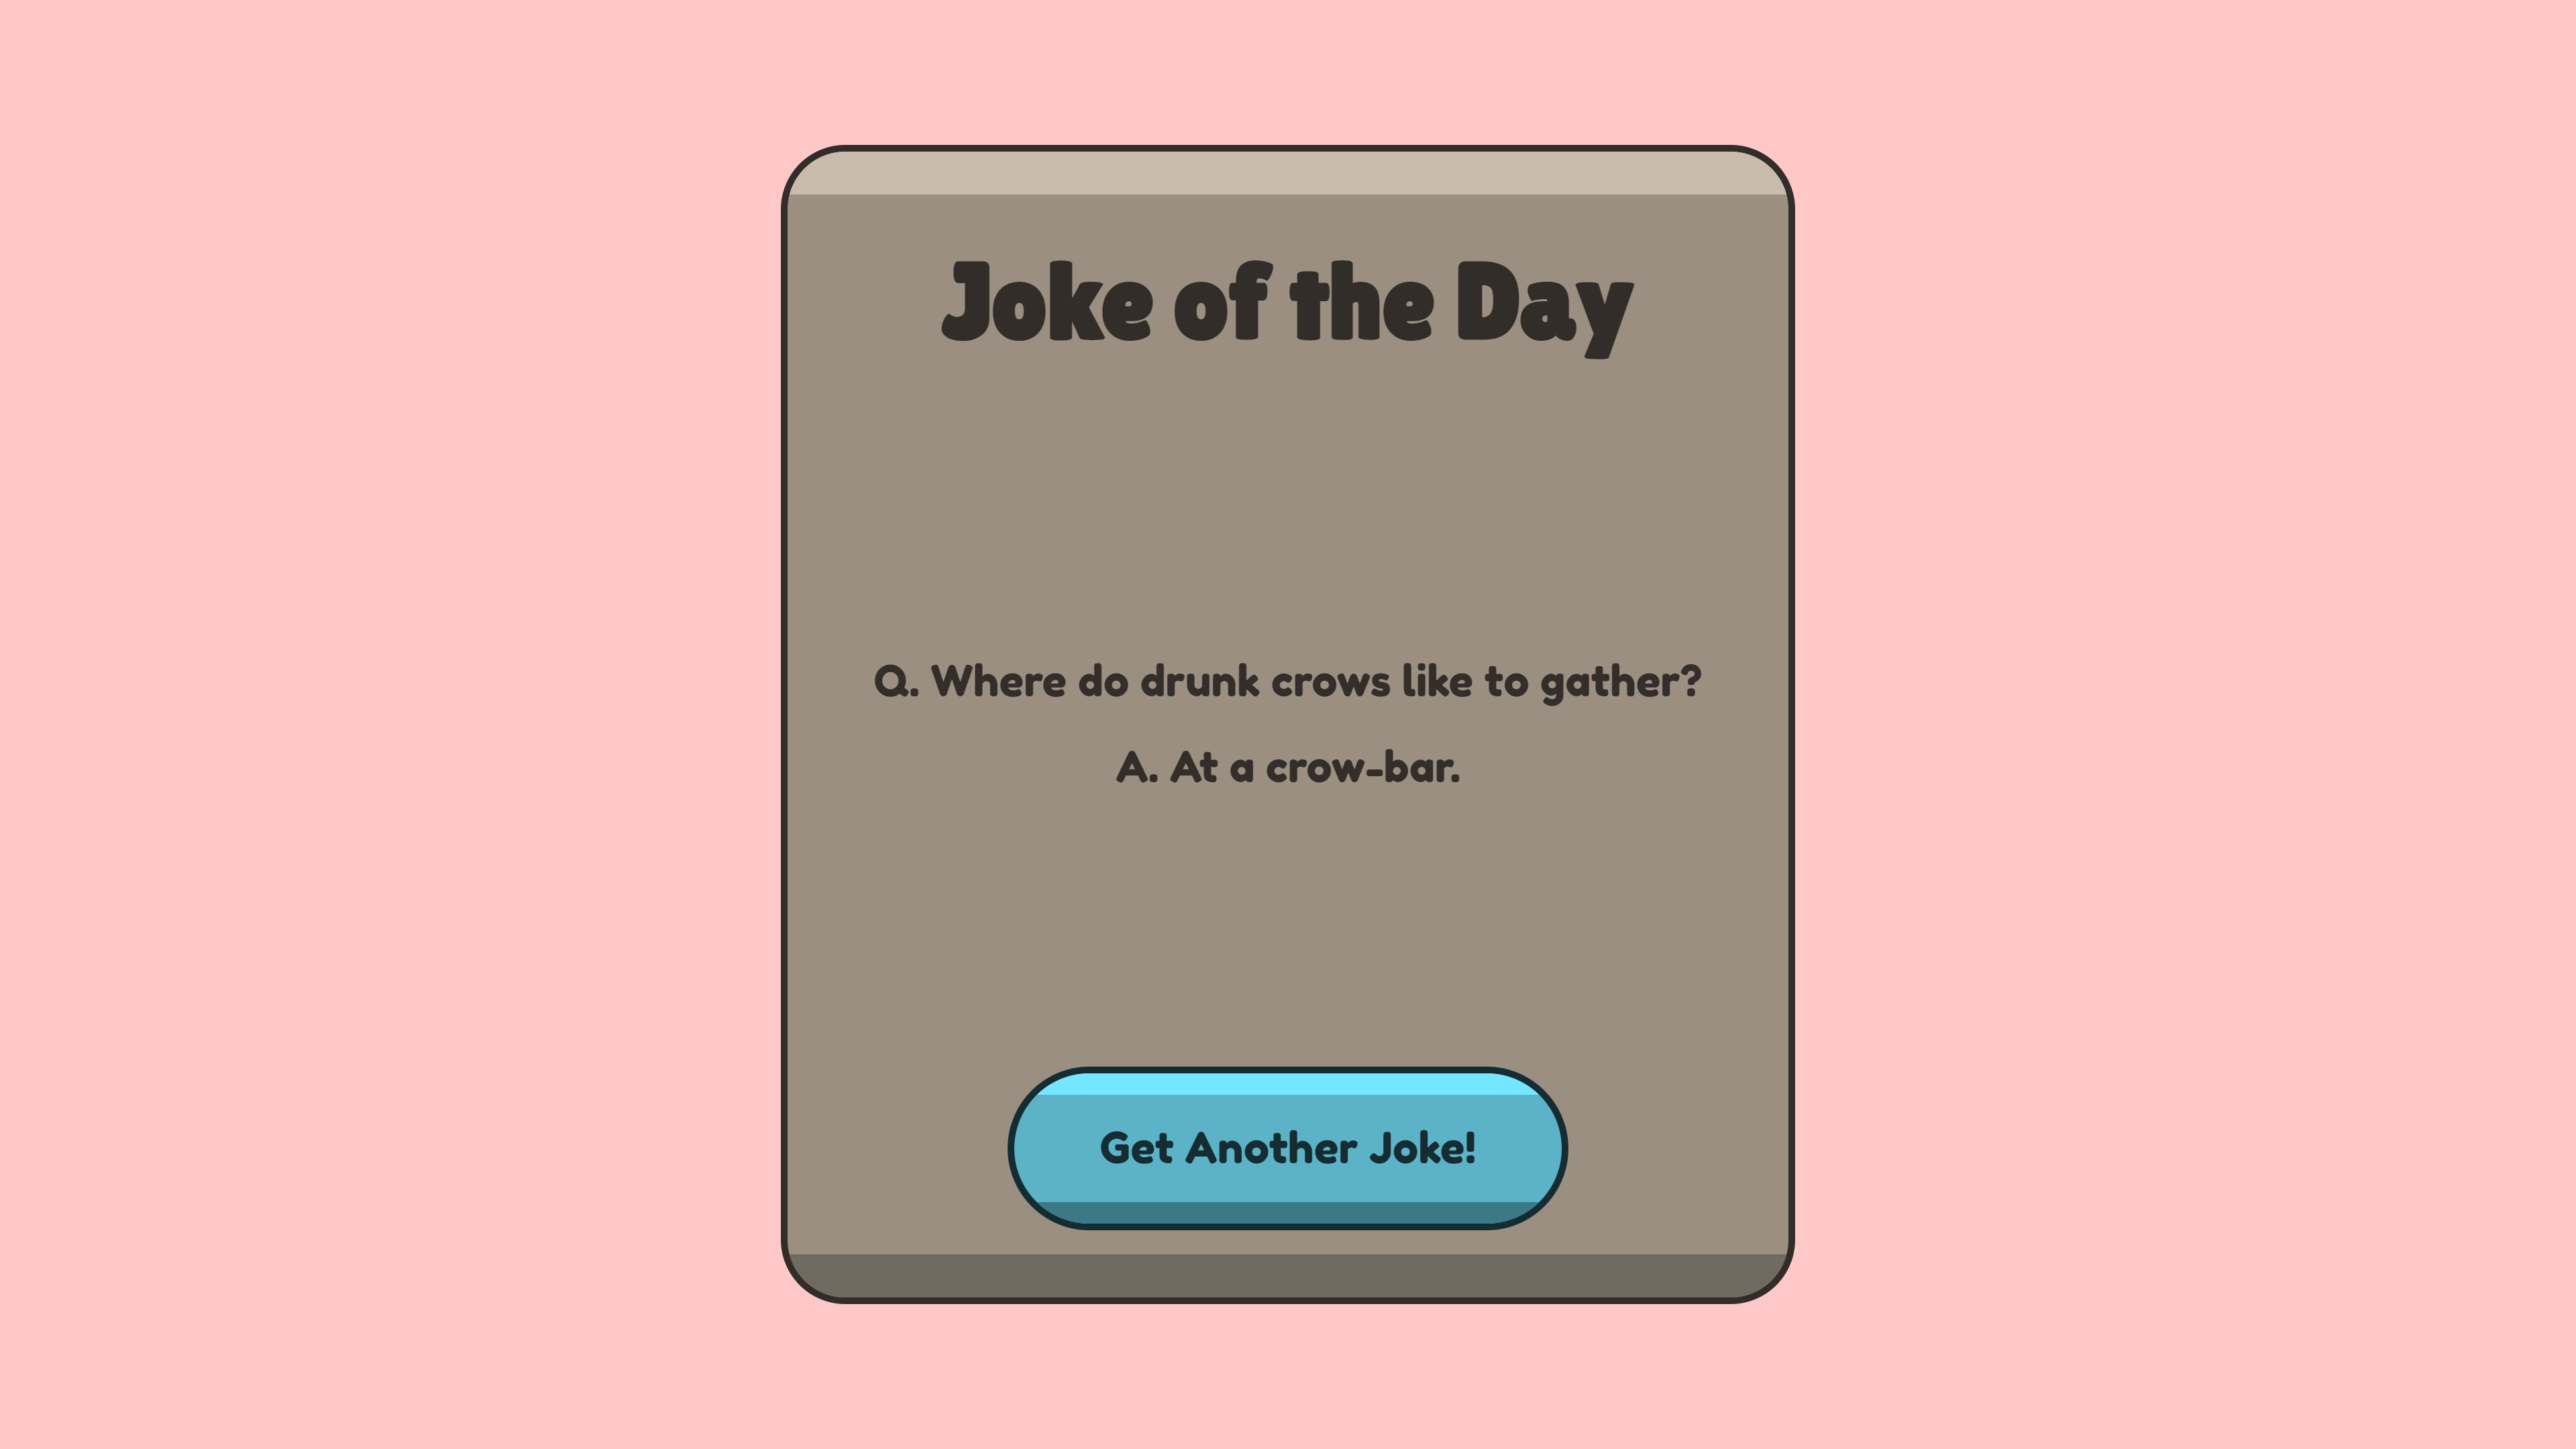 Joke of the Day
Q. Where do drunk crows like to gather?
A. At a crow-bar.
Get Another Joke!